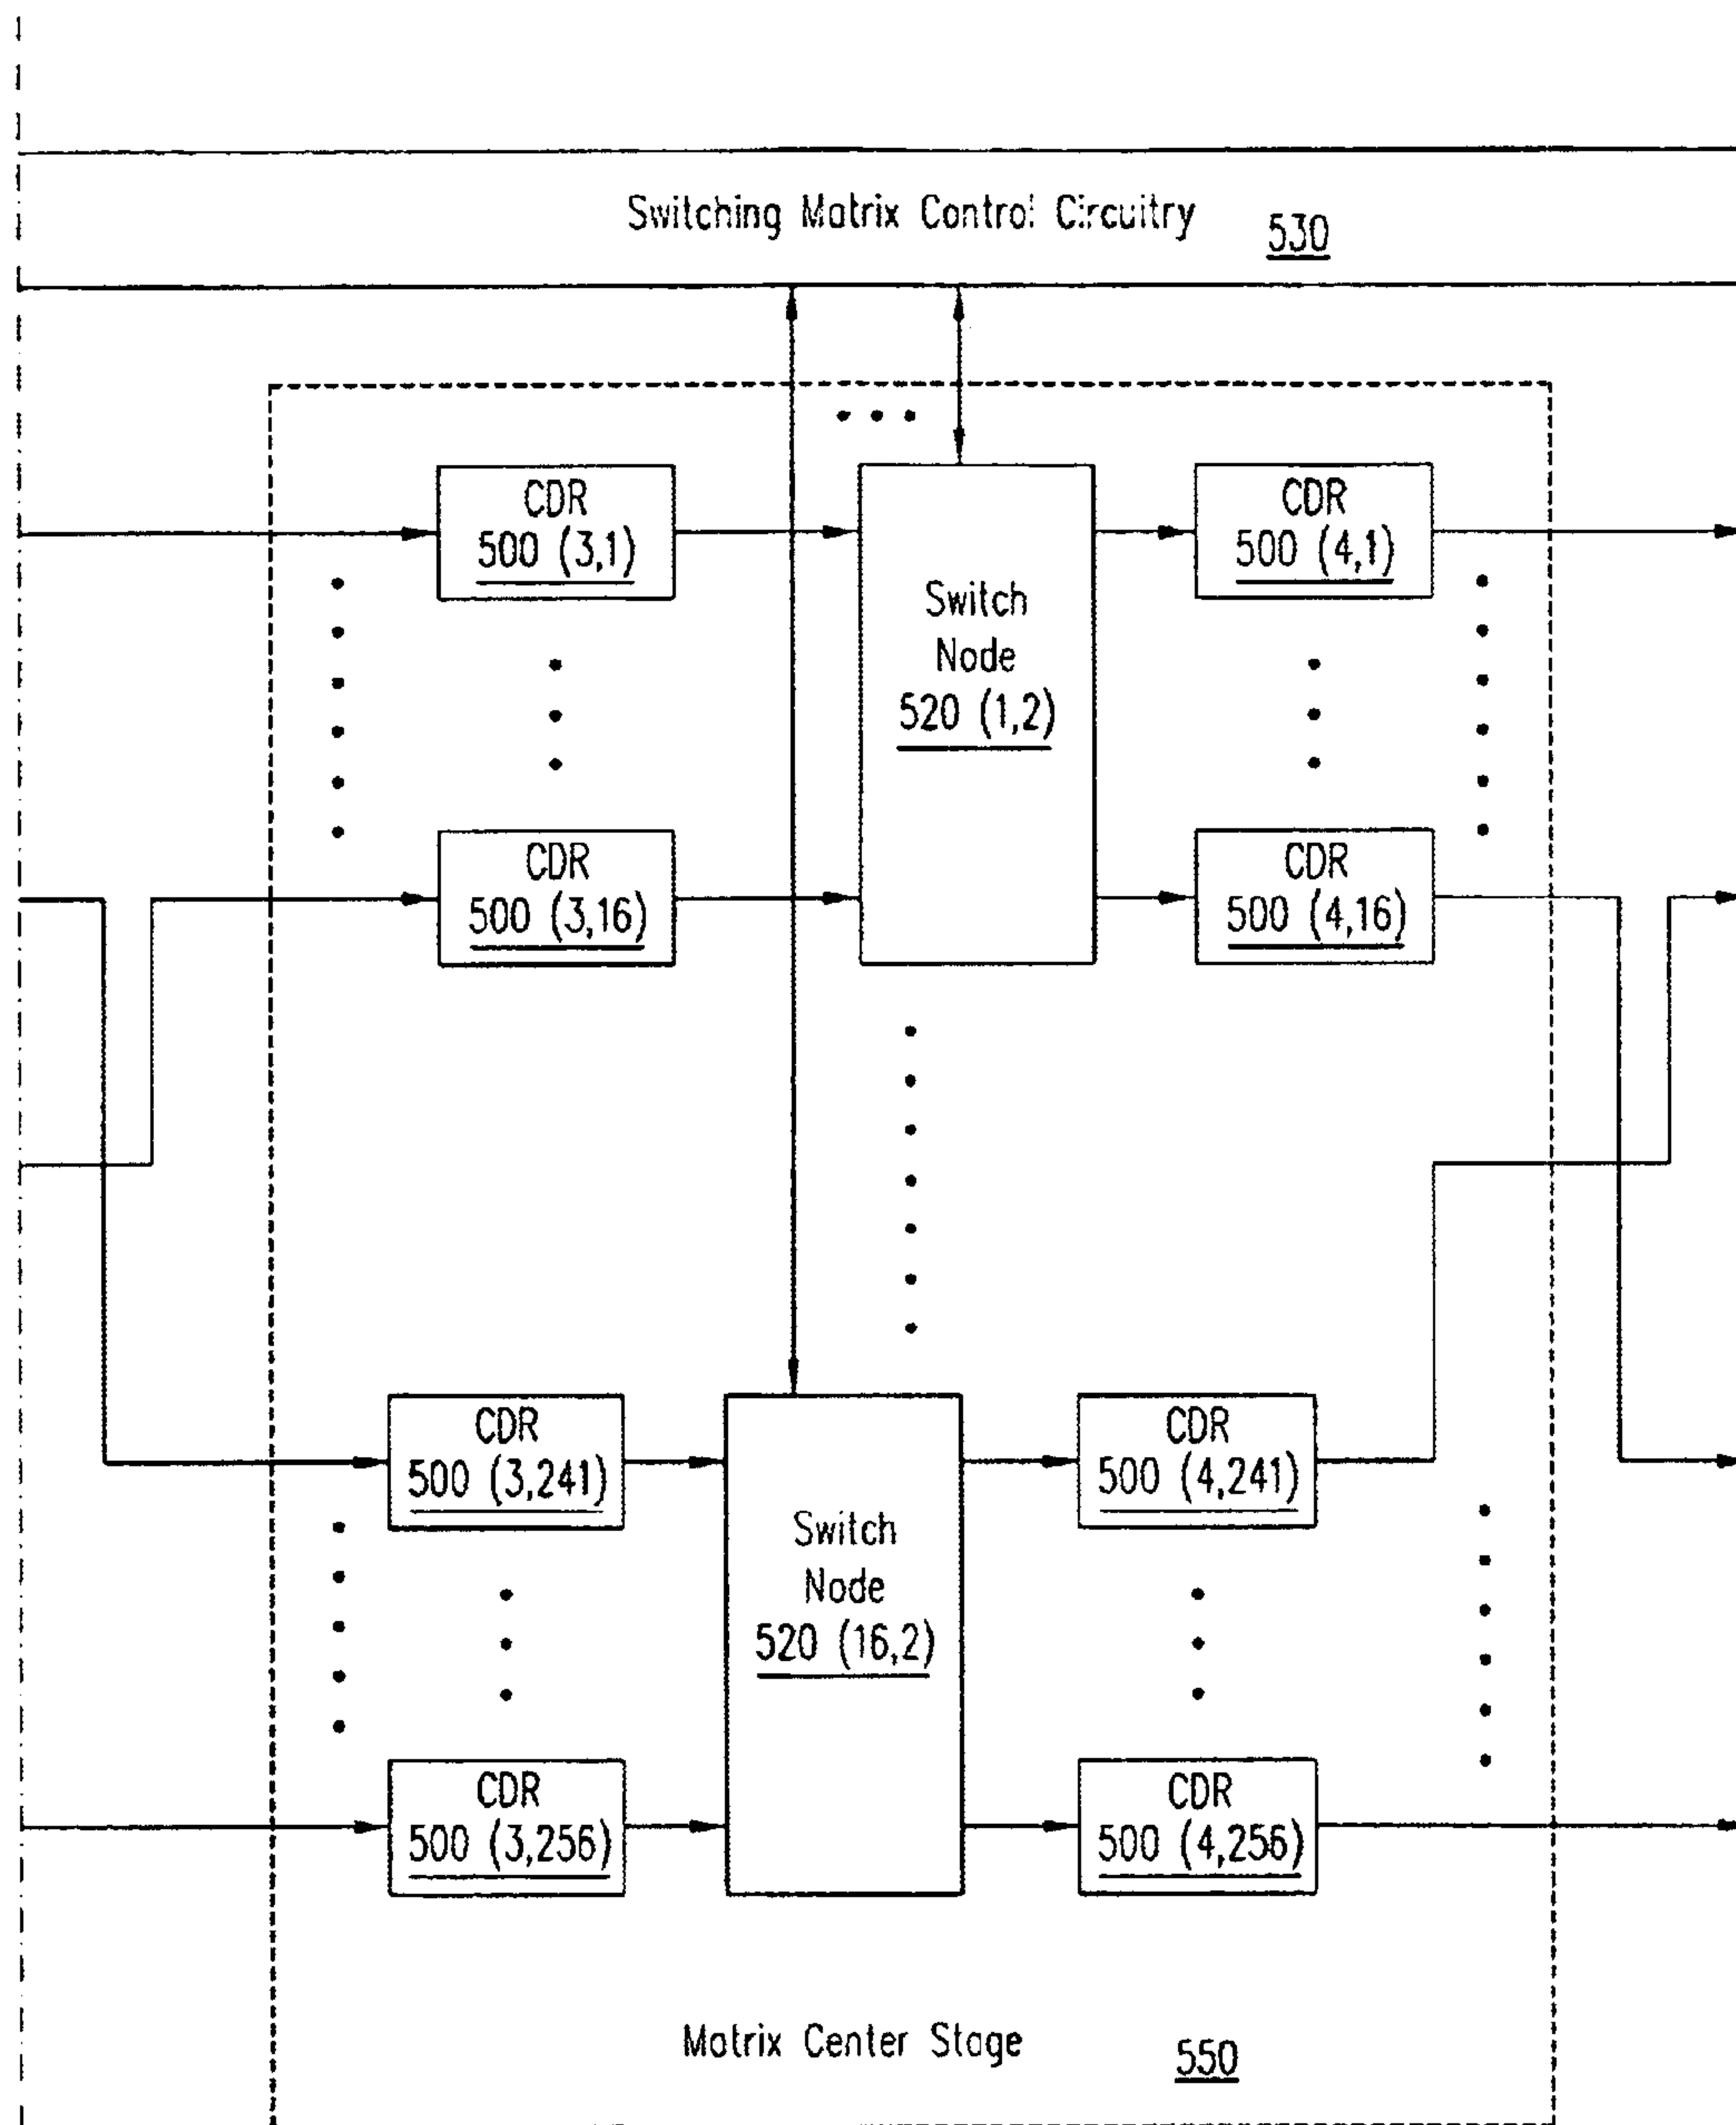 Switching Matrix Control Circuitry 530
CDR
500 (3,1)
CDR
500 (4,1)
Switch
Node
520 (1,2)
CDR
500 (3,16)
CDR
500 (4,16)
CDR
500 (3,241)
CDR
500 (4,241)
Switch
Node
520 (16,2)
CDR
500 (3,256)
CDR
500 (4,256)
Matrix Center Stage 550